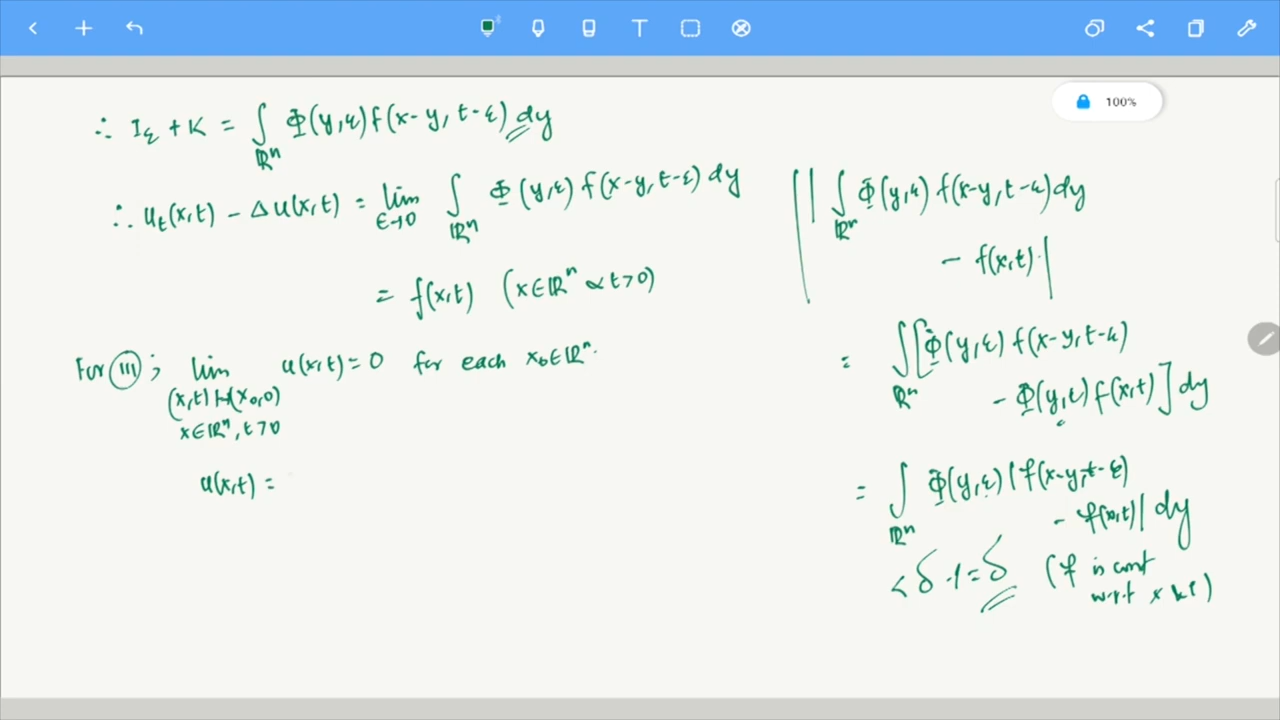 100%
∴ I_ε + K = ∫_{ℝⁿ} Φ(y,ε) f(x-y, t-ε) dy
∴ u_t(x,t) - Δu(x,t) = lim_{ε→0} ∫_{ℝⁿ} Φ(y,ε) f(x-y, t-ε) dy
= f(x,t) (x∈ℝⁿ & t>0)
For (III); lim_{(x,t)→(x₀,0), x∈ℝⁿ, t>0} u(x,t) = 0 for each x₀∈ℝⁿ.
u(x,t) =
| ∫_{ℝⁿ} Φ(y,ε) f(x-y, t-ε) dy
- f(x,t) |
= ∫_{ℝⁿ} [Φ(y,ε) f(x-y, t-ε)
- Φ(y,ε) f(x,t)] dy
= ∫_{ℝⁿ} Φ(y,ε) | f(x-y, t-ε)
- f(x,t)| dy
< δ·1 = δ (f is cont
w.r.t x & t)
T